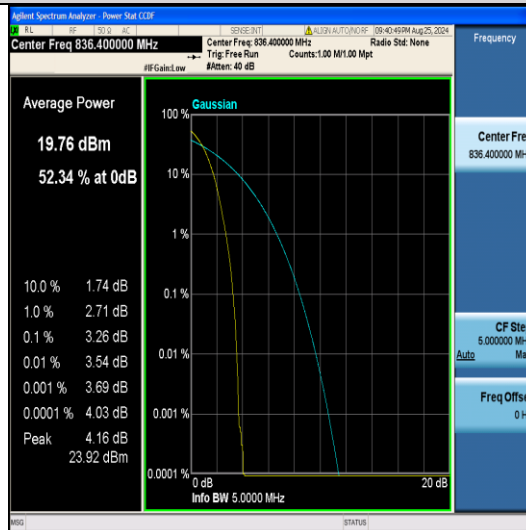 Agilent Spectrum Analyzer - Power Stat CCDF
RL RF 50 Ω AC SENSE:INT ALIGN AUTO/NO RF 09:40:49PM Aug 25, 2024
Center Freq 836.400000 MHz
Center Freq: 836.400000 MHz
Radio Std: None
Trig: Free Run Counts:1.00 M/1.00 Mpt
#IFGain:Low #Atten: 40 dB
Frequency
Average Power
19.76 dBm
52.34 % at 0dB
10.0 % 1.74 dB
1.0 % 2.71 dB
0.1 % 3.26 dB
0.01 % 3.54 dB
0.001 % 3.69 dB
0.0001 % 4.03 dB
Peak 4.16 dB
23.92 dBm
Gaussian
100 %
10 %
1 %
0.1 %
0.01 %
0.001 %
0.0001 %
0 dB 20 dB
Info BW 5.0000 MHz
Center Fre
836.400000 MH
CF Ste
5.000000 MH
Auto Ma
Freq Offse
0 H
MSG STATUS